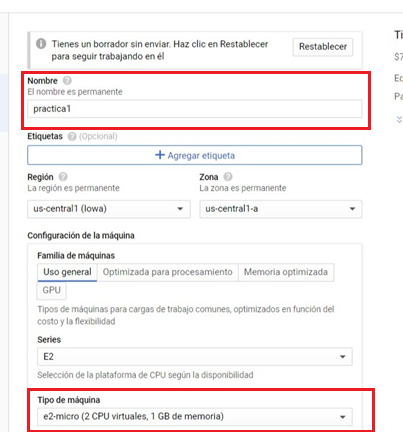 Tienes un borrador sin enviar. Haz clic en Restablecer
para seguir trabajando en él
Restablecer
Nombre
El nombre es permanente
practica1
Etiquetas (Opcional)
+ Agregar etiqueta
Región
La región es permanente
Zona
La zona es permanente
us-central1 (Iowa)
us-central1-a
Configuración de la máquina
Familia de máquinas
Uso general
Optimizada para procesamiento
Memoria optimizada
GPU
Tipos de máquinas para cargas de trabajo comunes, optimizados en función del
costo y la flexibilidad
Series
E2
Selección de la plataforma de CPU según la disponibilidad
Tipo de máquina
e2-micro (2 CPU virtuales, 1 GB de memoria)